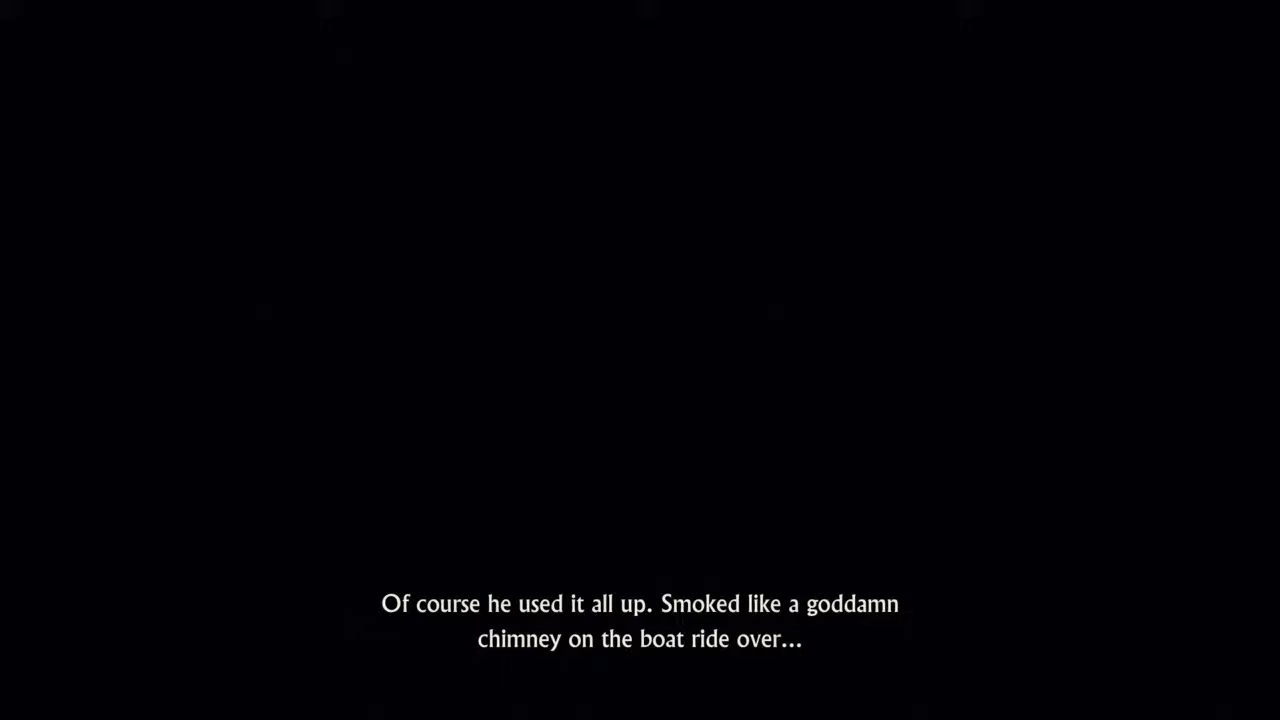 Of course he used it all up. Smoked like a goddamn
chimney on the boat ride over...